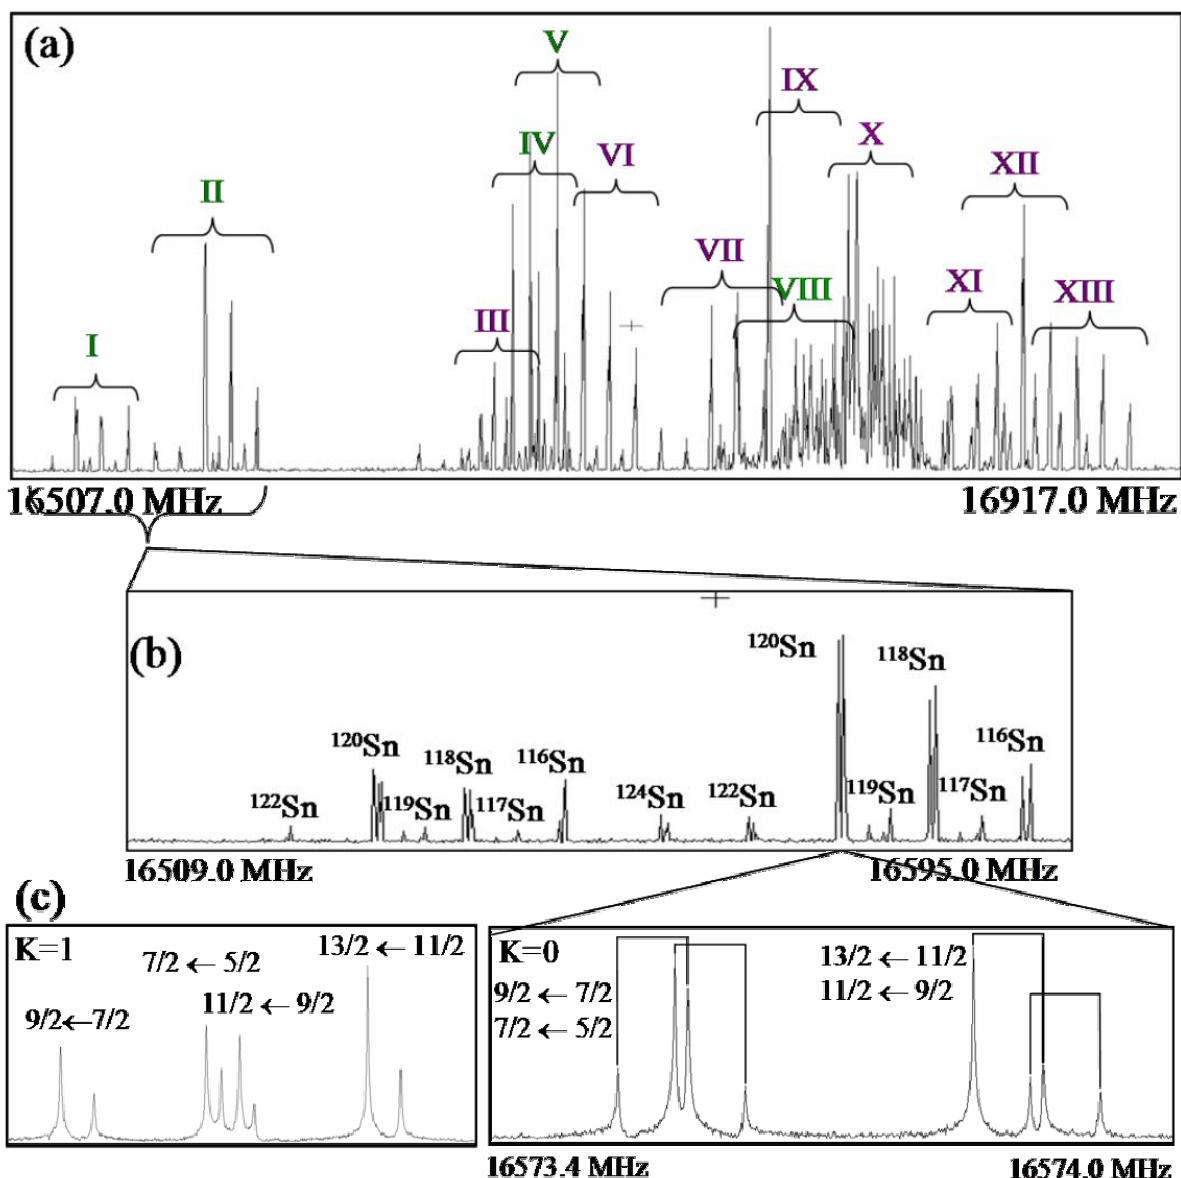 (a)
I
II
III
IV
V
VI
VII
VIII
IX
X
XI
XII
XIII
16507.0 MHz
16917.0 MHz
(b)
122Sn
120Sn
119Sn
118Sn
117Sn
116Sn
124Sn
122Sn
120Sn
119Sn
118Sn
117Sn
116Sn
16509.0 MHz
16595.0 MHz
(c)
K=1
9/2←7/2
7/2 ← 5/2
11/2 ← 9/2
13/2 ← 11/2
K=0
9/2 ← 7/2
7/2 ← 5/2
13/2 ← 11/2
11/2 ← 9/2
16573.4 MHz
16574.0 MHz